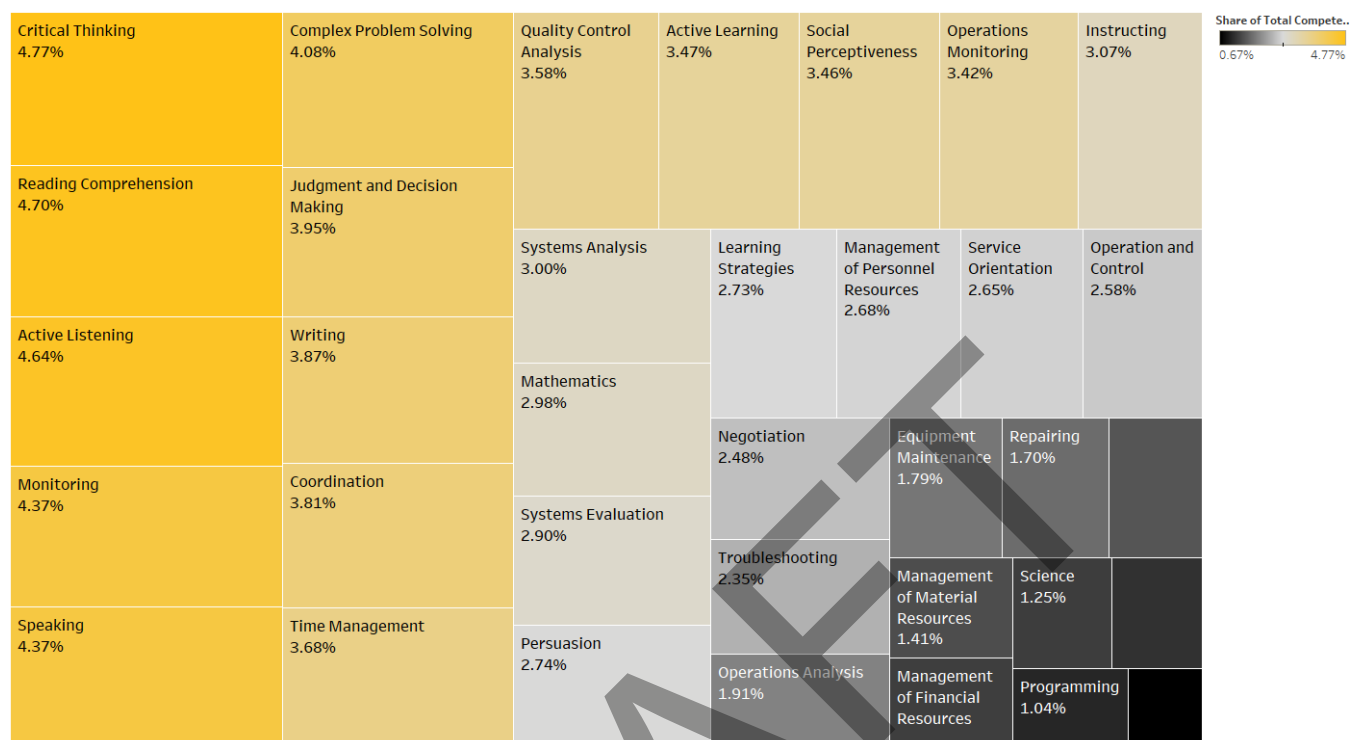 Critical Thinking
4.77%
Reading Comprehension
4.70%
Active Listening
4.64%
Monitoring
4.37%
Speaking
4.37%
Complex Problem Solving
4.08%
Judgment and Decision
Making
3.95%
Writing
3.87%
Coordination
3.81%
Time Management
3.68%
Quality Control
Analysis
3.58%
Active Learning
3.47%
Social
Perceptiveness
3.46%
Operations
Monitoring
3.42%
Instructing
3.07%
Systems Analysis
3.00%
Mathematics
2.98%
Systems Evaluation
2.90%
Persuasion
2.74%
Learning
Strategies
2.73%
Management
of Personnel
Resources
2.68%
Service
Orientation
2.65%
Operation and
Control
2.58%
Negotiation
2.48%
Troubleshooting
2.35%
Operations Analysis
1.91%
Equipment
Maintenance
1.79%
Repairing
1.70%
Management
of Material
Resources
1.41%
Management
of Financial
Resources
Science
1.25%
Programming
1.04%
Share of Total Compete..
0.67% 4.77%